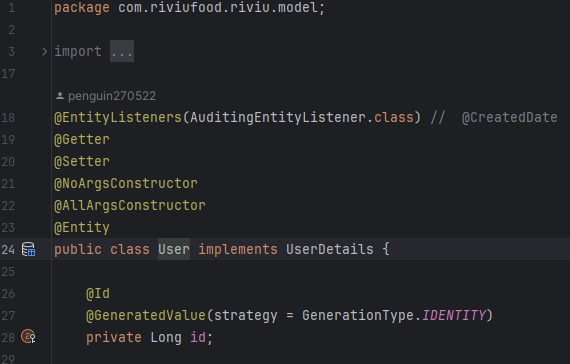 1 package com.riviufood.riviu.model;
2
3 import ...
17
penguin270522
18 @EntityListeners(AuditingEntityListener.class) // @CreatedDate
19 @Getter
20 @Setter
21 @NoArgsConstructor
22 @AllArgsConstructor
23 @Entity
24 public class User implements UserDetails {
25
26 @Id
27 @GeneratedValue(strategy = GenerationType.IDENTITY)
28 private Long id;
29